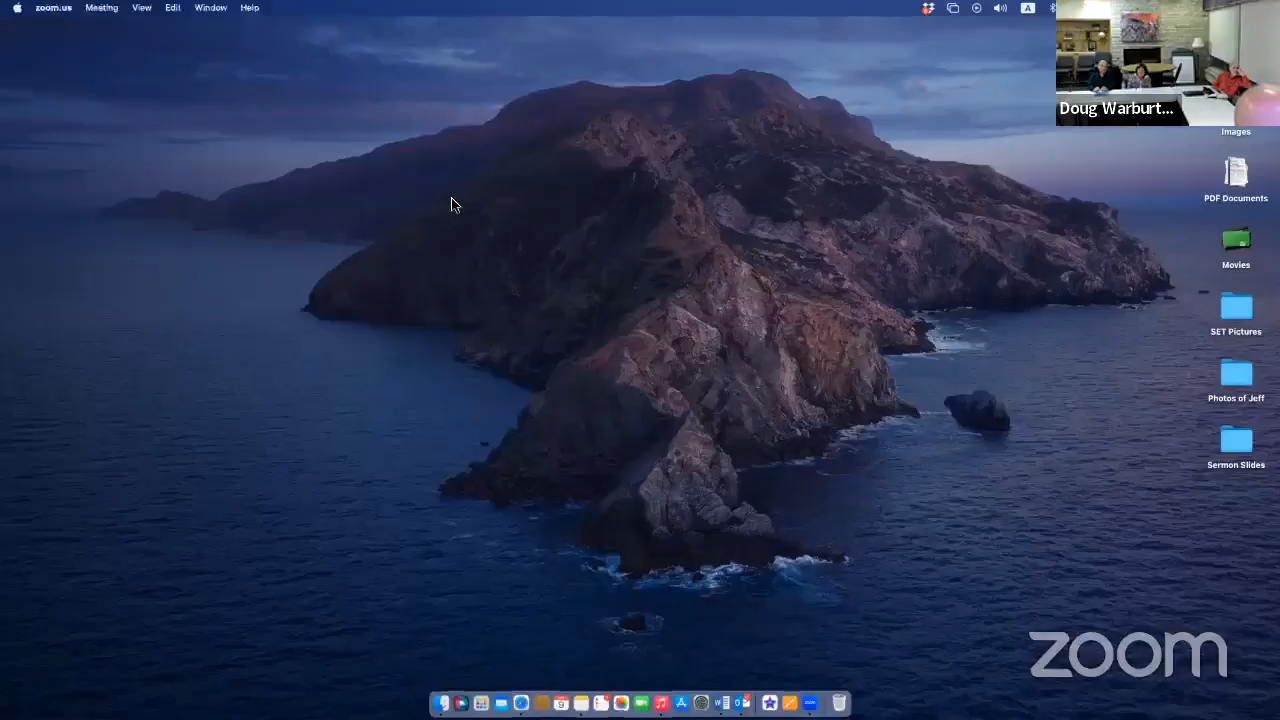 zoom.us Meeting View Edit Window Help
A
Doug Warburt...
Images
PDF Documents
Movies
SET Pictures
Photos of Jeff
Sermon Slides
zoom
9